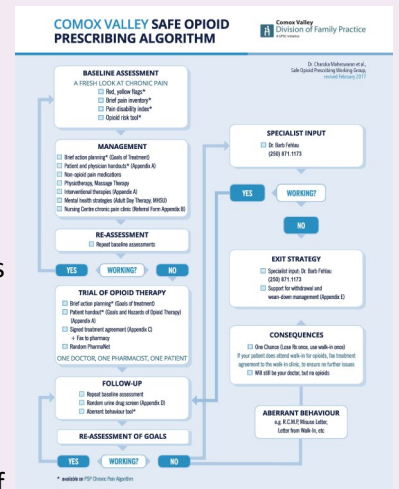 COMOX VALLEY SAFE OPIOID
PRESCRIBING ALGORITHM
Comox Valley
Division of Family Practice
A GPSC initiative
Dr. Charuka Maheswaran et al.,
Safe Opioid Prescribing Working Group,
revised February 2017
BASELINE ASSESSMENT
A FRESH LOOK AT CHRONIC PAIN
Red, yellow flags*
Brief pain inventory*
Pain disability index*
Opioid risk tool*
MANAGEMENT
Brief action planning* (Goals of Treatment)
Patient and physician handouts* (Appendix A)
Non-opioid pain medications
Physiotherapy, Massage Therapy
Interventional therapies (Appendix A)
Mental health strategies (Adult Day Therapy, MHSU)
Nursing Centre chronic pain clinic (Referral Form Appendix B)
RE-ASSESSMENT
Repeat baseline assessments
YES WORKING? NO
TRIAL OF OPIOID THERAPY
Brief action planning* (Goals of treatment)
Patient handout* (Goals and Hazards of Opioid Therapy)
(Appendix A)
Signed treatment agreement (Appendix C)
+ Fax to pharmacy
Random PharmaNet
ONE DOCTOR, ONE PHARMACIST, ONE PATIENT
FOLLOW-UP
Repeat baseline assessment
Random urine drug screen (Appendix D)
Aberrant behaviour tool*
RE-ASSESSMENT OF GOALS
YES WORKING? NO
* available on PSP Chronic Pain Algorithm
SPECIALIST INPUT
Dr. Barb Fehlau
(250) 871.1173
YES WORKING?
NO
EXIT STRATEGY
Specialist input: Dr. Barb Fehlau
(250) 871.1173
Support for withdrawal and
wean-down management (Appendix E)
CONSEQUENCES
One Chance (Lose Rx once, use walk-in once)
If your patient does attend walk-in for opioids, fax treatment
agreement to the walk-in clinic, to ensure no further issues
Will still be your doctor, but no opioids
ABERRANT BEHAVIOUR
e.g. R.C.M.P, Misuse Letter,
Letter from Walk-In, etc
s
f